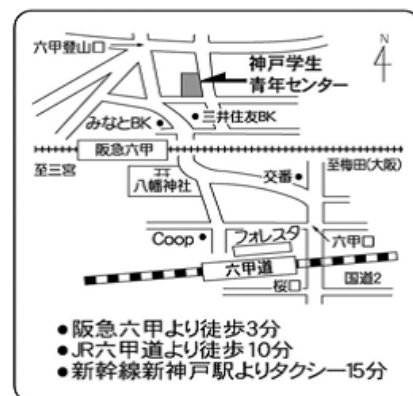 N
六甲登山口
神戸学生
青年センター
みなとBK
三井住友BK
阪急六甲
至三宮
至梅田(大阪)
八幡神社
交番
Coop
フォレスタ
六甲口
六甲道
桜口
国道2
●阪急六甲より徒歩3分
●JR六甲道より徒歩10分
●新幹線新神戸駅よりタクシー15分